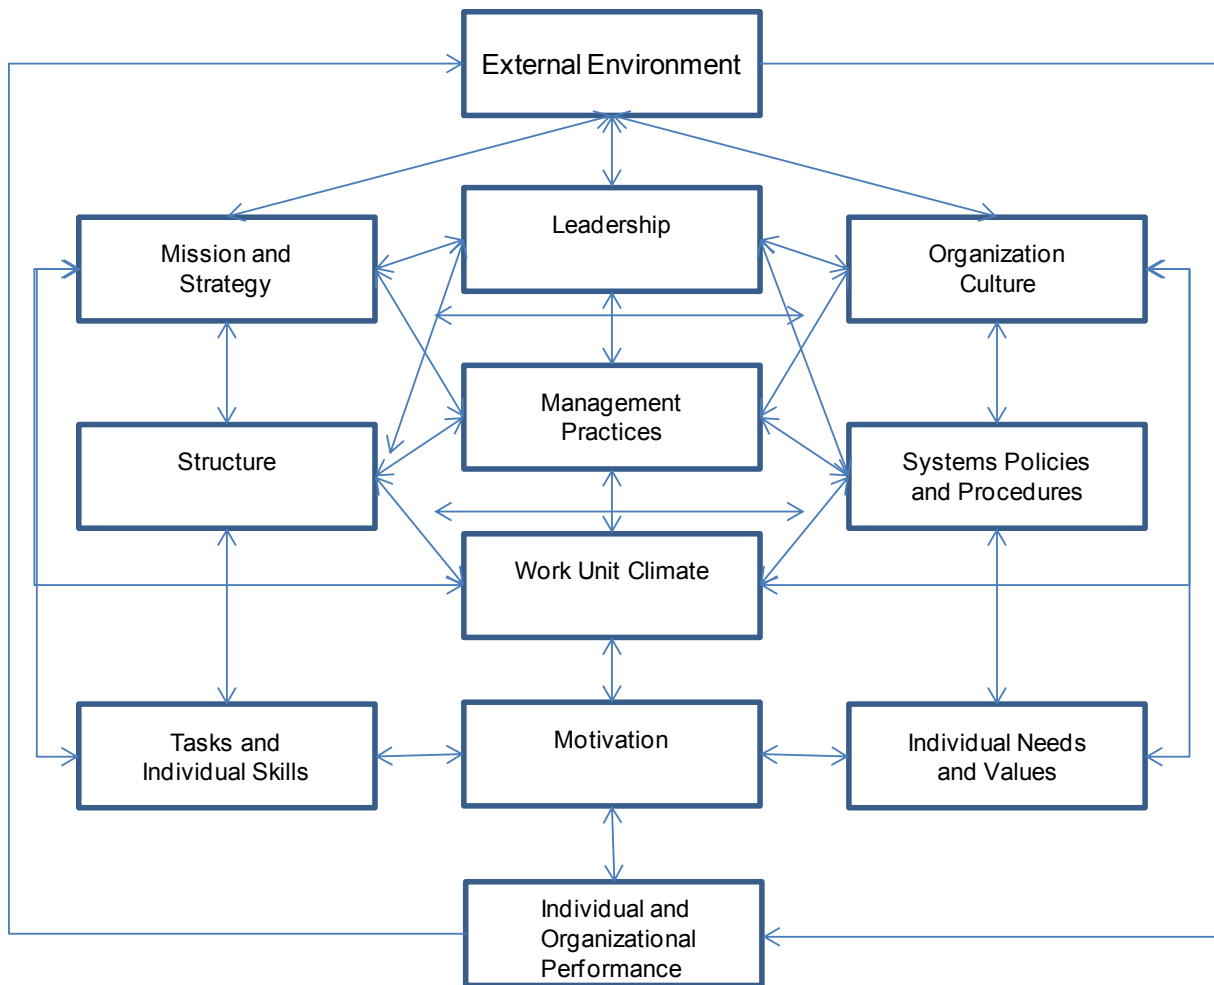 External Environment
Leadership
Mission and
Strategy
Organization
Culture
Management
Practices
Structure
Systems Policies
and Procedures
Work Unit Climate
Tasks and
Individual Skills
Motivation
Individual Needs
and Values
Individual and
Organizational
Performance